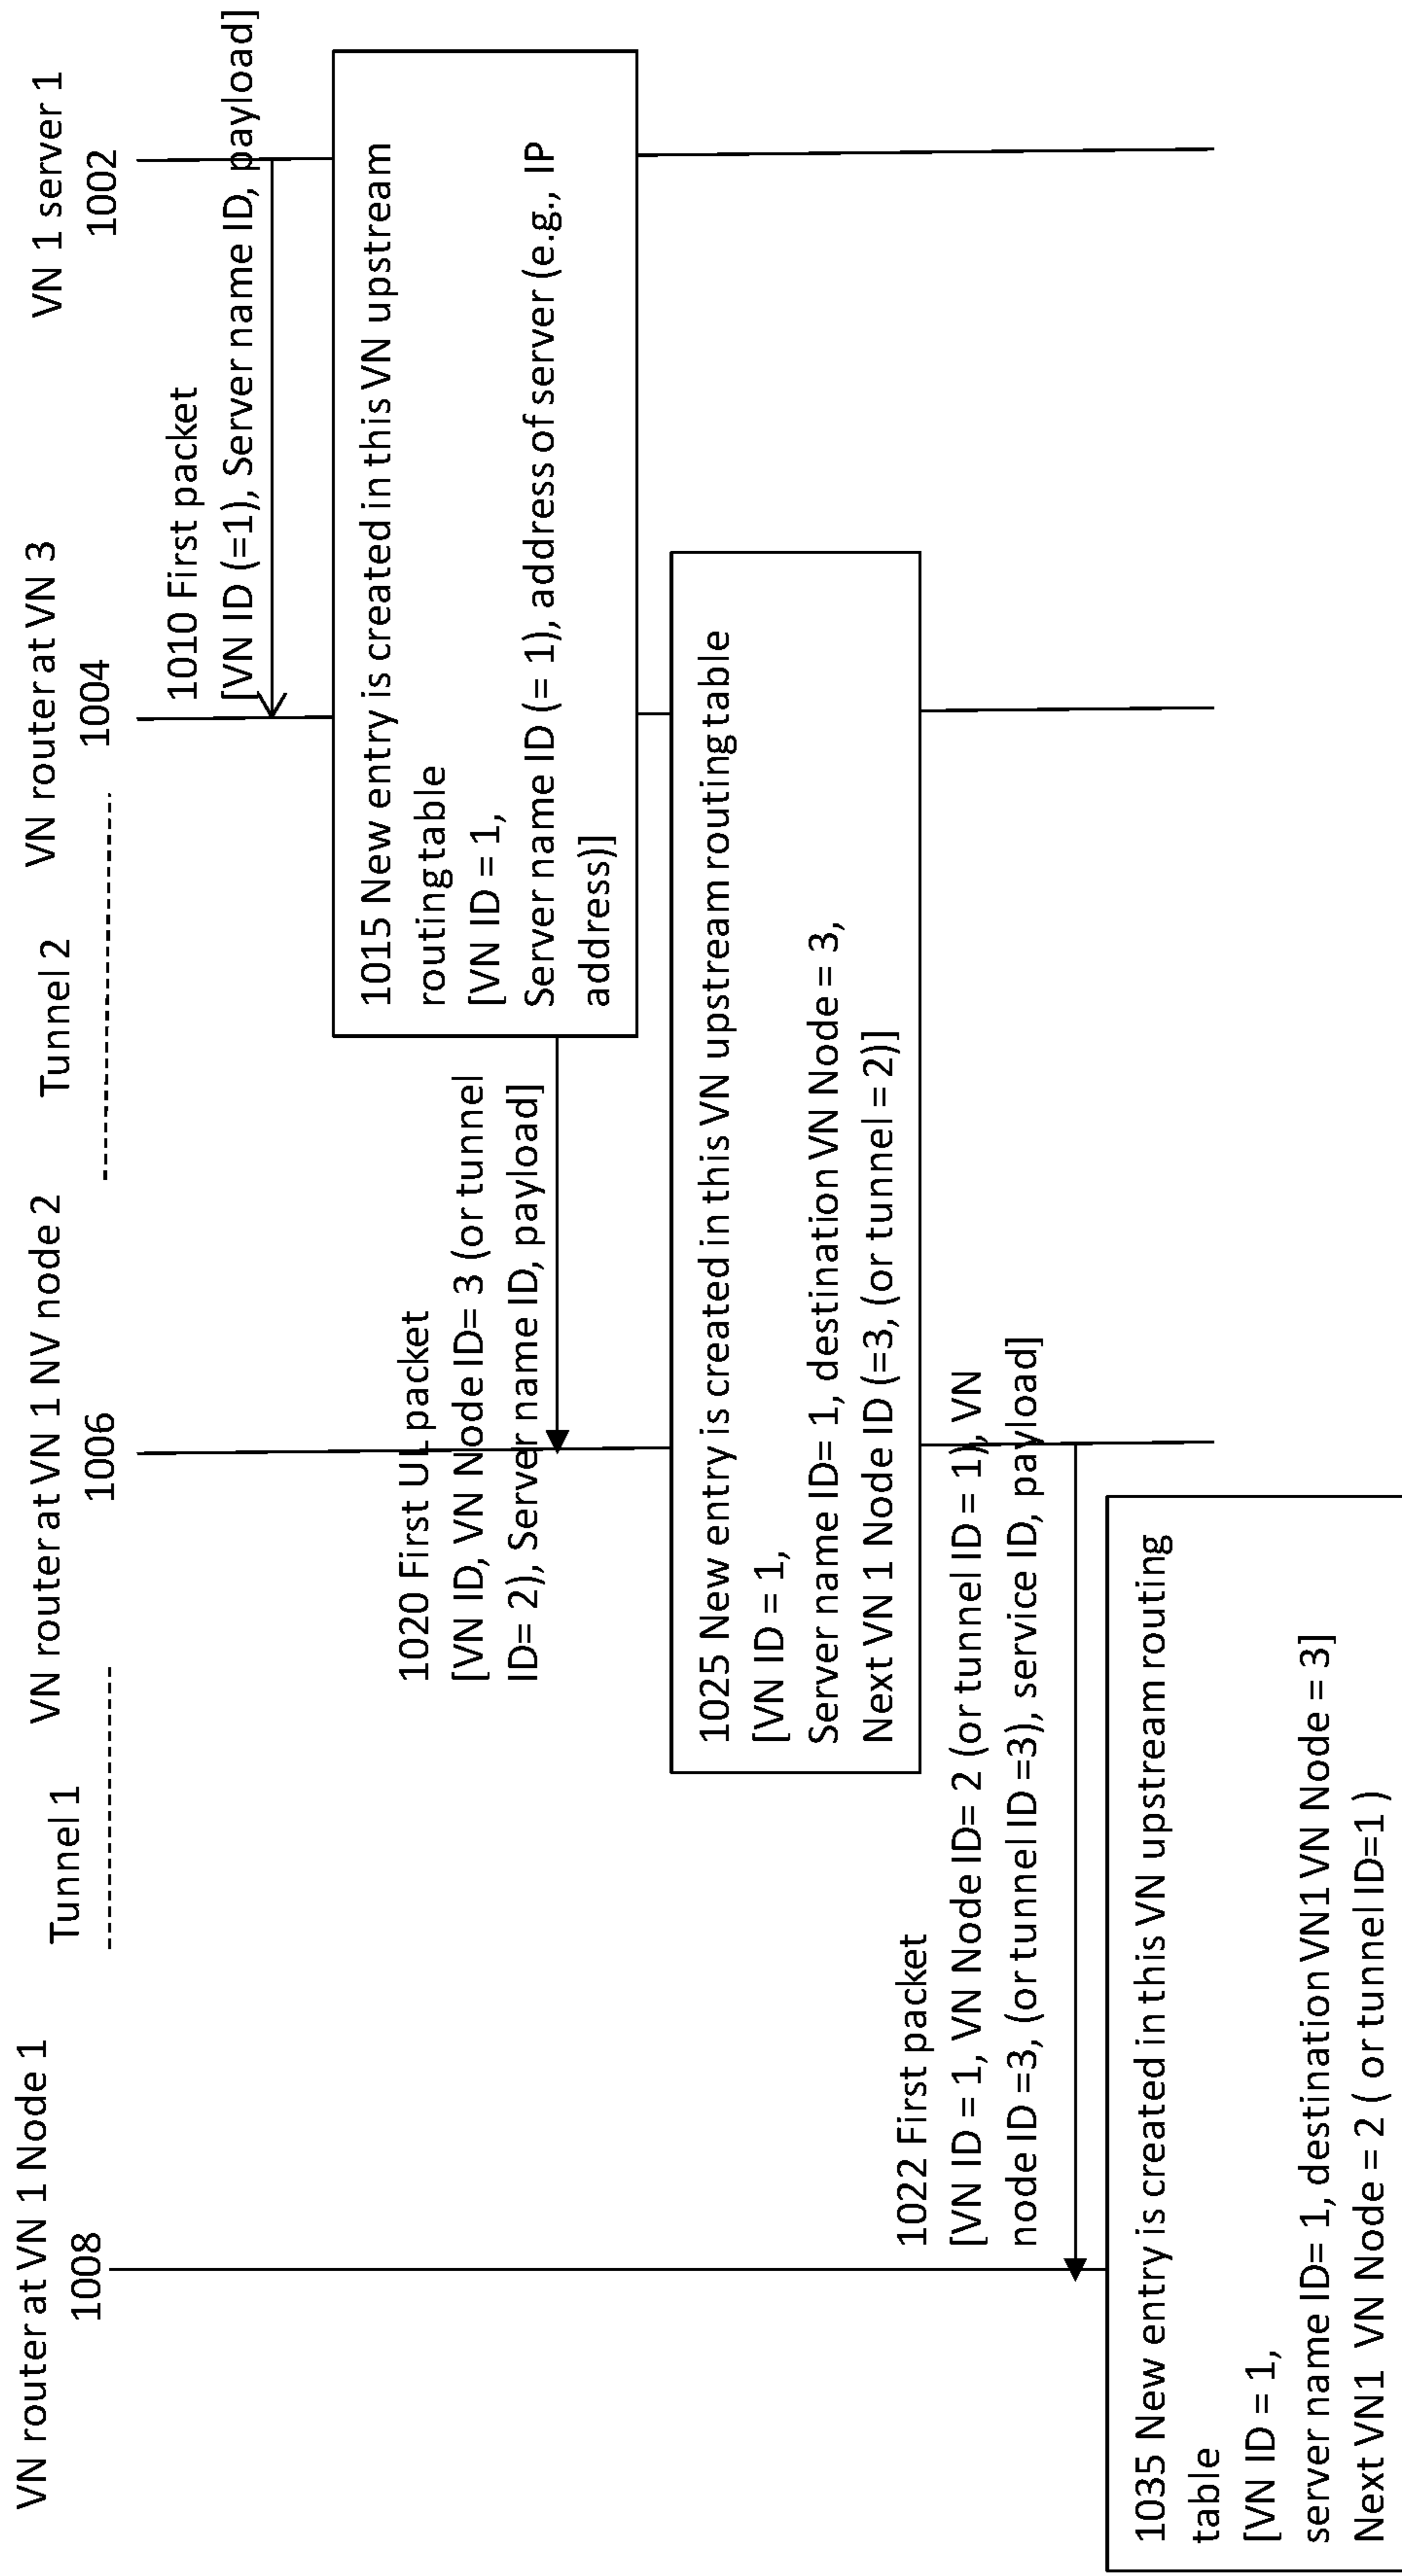 VN router at VN 1 Node 1
1008
Tunnel 1
VN router at VN 1 NV node 2
1006
Tunnel 2
VN router at VN 3
1004
VN 1 server 1
1002
1010 First packet
[VN ID (=1), Server name ID, payload]
1015 New entry is created in this VN upstream
routing table
[VN ID = 1,
Server name ID (= 1), address of server (e.g., IP
address)]
1020 First UL packet
[VN ID, VN Node ID= 3 (or tunnel
ID= 2), Server name ID, payload]
1025 New entry is created in this VN upstream routing table
[VN ID = 1,
Server name ID= 1, destination VN Node = 3,
Next VN 1 Node ID (=3, (or tunnel = 2)]
1022 First packet
[VN ID = 1, VN Node ID= 2 (or tunnel ID = 1), VN
node ID =3, (or tunnel ID =3), service ID, payload]
1035 New entry is created in this VN upstream routing
table
[VN ID = 1,
server name ID= 1, destination VN1 VN Node = 3]
Next VN1 VN Node = 2 ( or tunnel ID=1 )